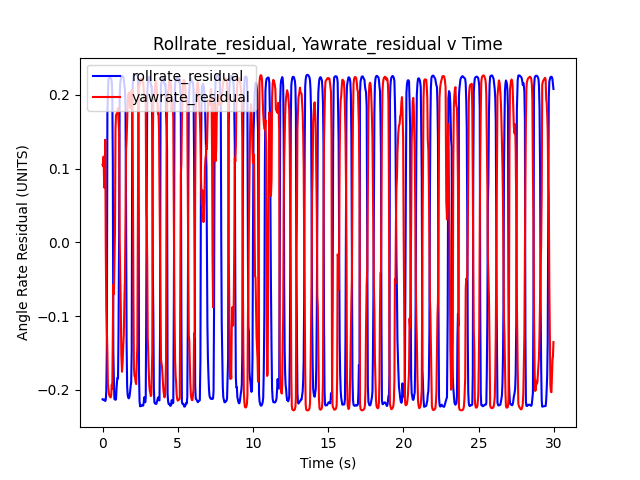 Rollrate_residual, Yawrate_residual v Time
rollrate_residual
yawrate_residual
Angle Rate Residual (UNITS)
0.2
0.1
0.0
−0.1
−0.2
0 5 10 15 20 25 30
Time (s)